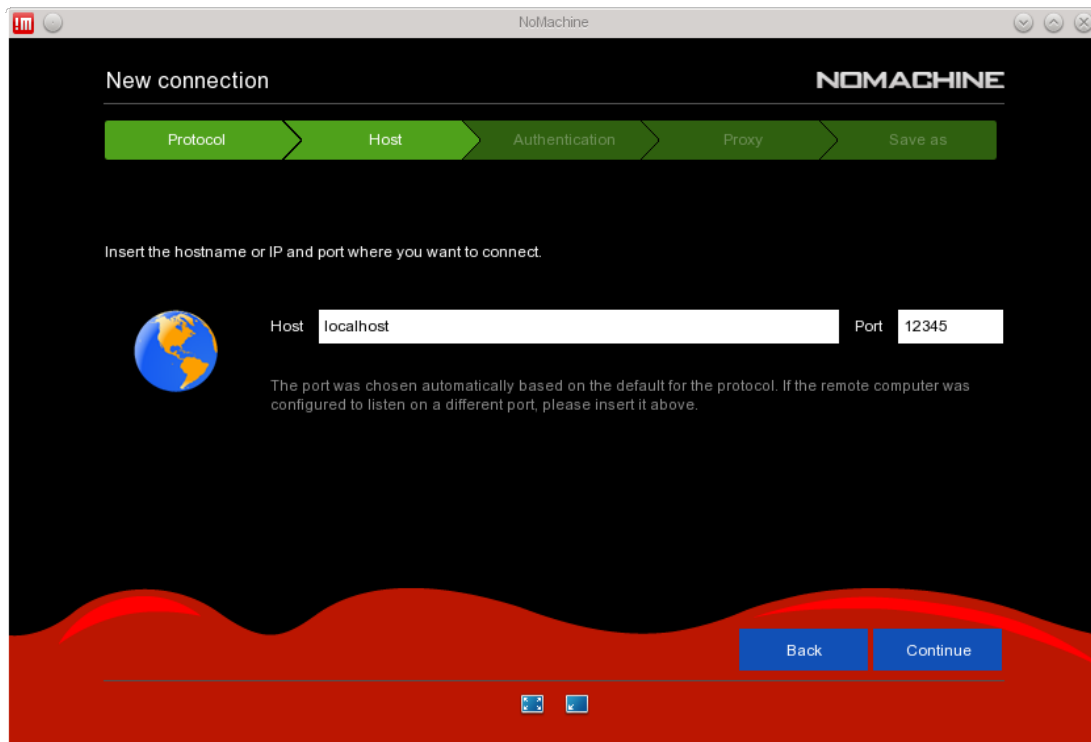 !M NoMachine
New connection NOMACHINE
Protocol Host Authentication Proxy Save as
Insert the hostname or IP and port where you want to connect.
Host localhost Port 12345
The port was chosen automatically based on the default for the protocol. If the remote computer was
configured to listen on a different port, please insert it above.
Back Continue